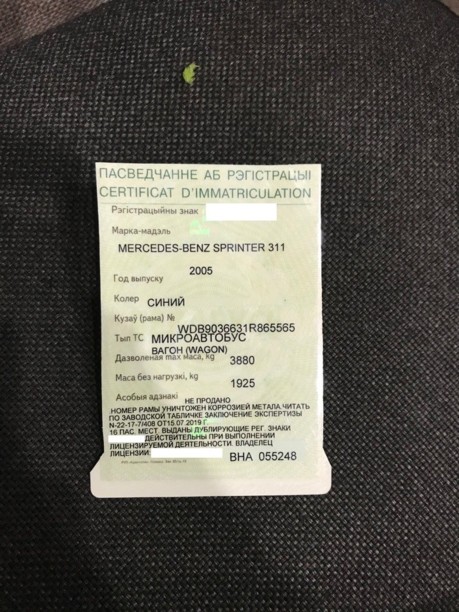 ПАСВЕДЧАННЕ АБ РЭГІСТРАЦЫІ
CERTIFICAT D'IMMATRICULATION
Рэгістрацыйны знак
Марка-мадэль
MERCEDES-BENZ SPRINTER 311
Год выпуску 2005
Колер СИНИЙ
Кузаў (рама) № WDB9036631R865565
Тып ТС МИКРОАВТОБУС
ВАГОН (WAGON)
Дазволеная max маса, kg 3880
Маса без нагрузкі, kg 1925
Асобыя адзнакі НЕ ПРОДАНО
.НОМЕР РАМЫ УНИЧТОЖЕН КОРРОЗИЕЙ МЕТАЛА.ЧИТАТЬ
ПО ЗАВОДСКОЙ ТАБЛИЧКЕ ЗАКЛЮЧЕНИЕ ЭКСПЕРТИЗЫ
N-22-17-7/408 ОТ15.07.2019 Г.
16 ПАС. МЕСТ. ВЫДАНЫ ДУБЛИРУЮЩИЕ РЕГ. ЗНАКИ
ДЕЙСТВИТЕЛЬНЫ ПРИ ВЫПОЛНЕНИИ
ЛИЦЕНЗИРУЕМОЙ ДЕЯТЕЛЬНОСТИ. ВЛАДЕЛЕЦ
ЛИЦЕНЗИИ
ВНА 055248